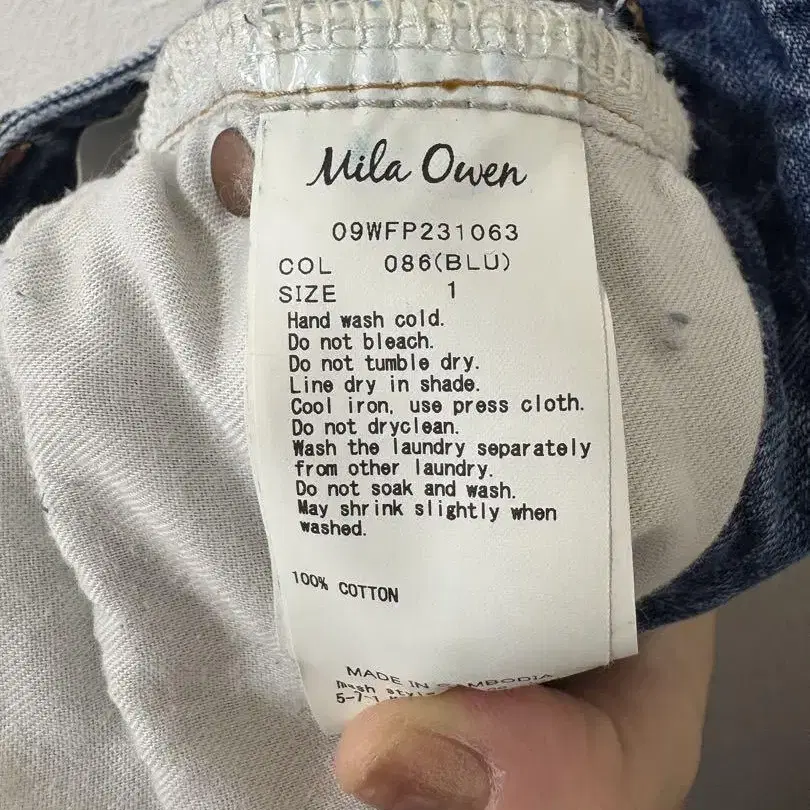 Mila Owen
09WFP231063
COL 086(BLU)
SIZE 1
Hand wash cold.
Do not bleach.
Do not tumble dry.
Line dry in shade.
Cool iron, use press cloth.
Do not dryclean.
Wash the laundry separately
from other laundry.
Do not soak and wash.
May shrink slightly when
washed.
100% COTTON
MADE IN CAMBODIA